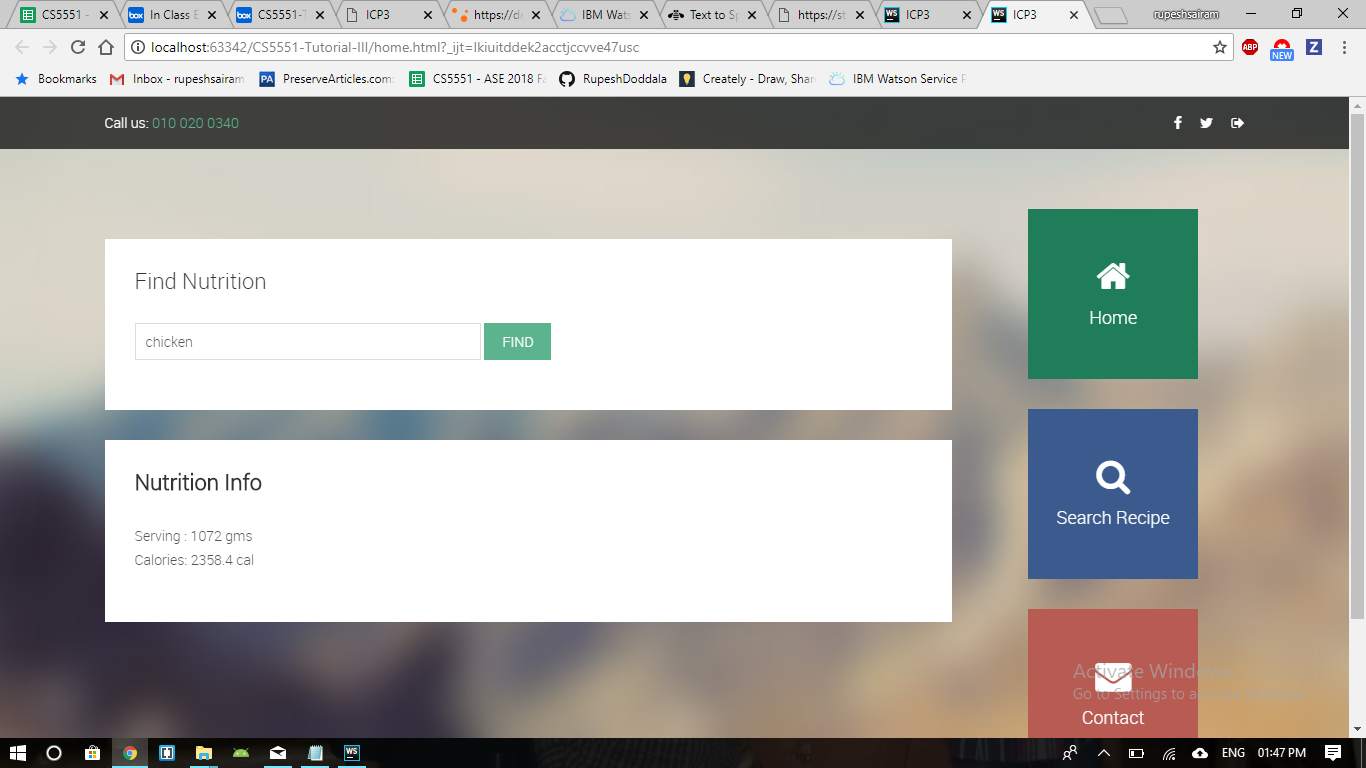 CS5551 -
In Class E
CS5551-T
ICP3
https://de
IBM Wats
Text to Sp
https://st
ICP3
ICP3
rupeshsairam
localhost:63342/CS5551-Tutorial-III/home.html?_ijt=lkiuitddek2acctjccvve47usc
ABP
NEW
Z
Bookmarks
Inbox - rupeshsairam
PA
PreserveArticles.com:
CS5551 - ASE 2018 Fa
RupeshDoddala
Creately - Draw, Shar
IBM Watson Service
Call us: 010 020 0340
Find Nutrition
chicken
FIND
Nutrition Info
Serving : 1072 gms
Calories: 2358.4 cal
Home
Search Recipe
Contact
Activate Windows
Go to Settings to activate Windows.
ENG
01:47 PM